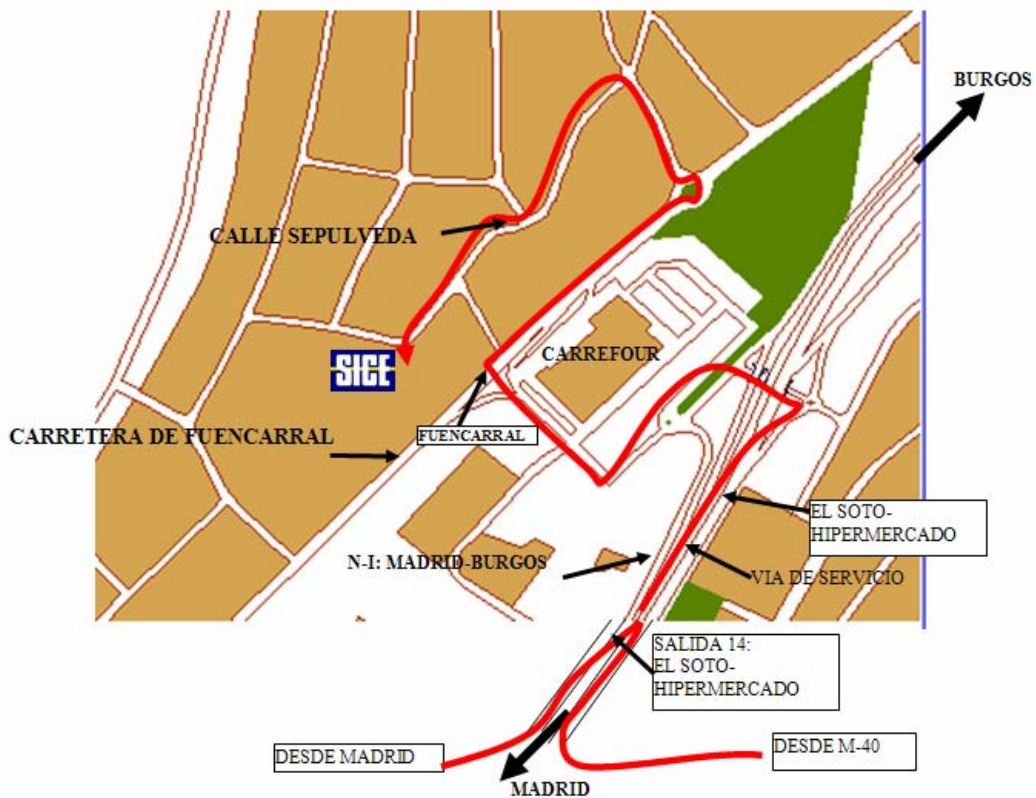 BURGOS
CALLE SEPULVEDA
CARREFOUR
SICE
CARRETERA DE FUENCARRAL
FUENCARRAL
EL SOTO-
HIPERMERCADO
N-I: MADRID-BURGOS
VIA DE SERVICIO
SALIDA 14:
EL SOTO-
HIPERMERCADO
DESDE MADRID
DESDE M-40
MADRID